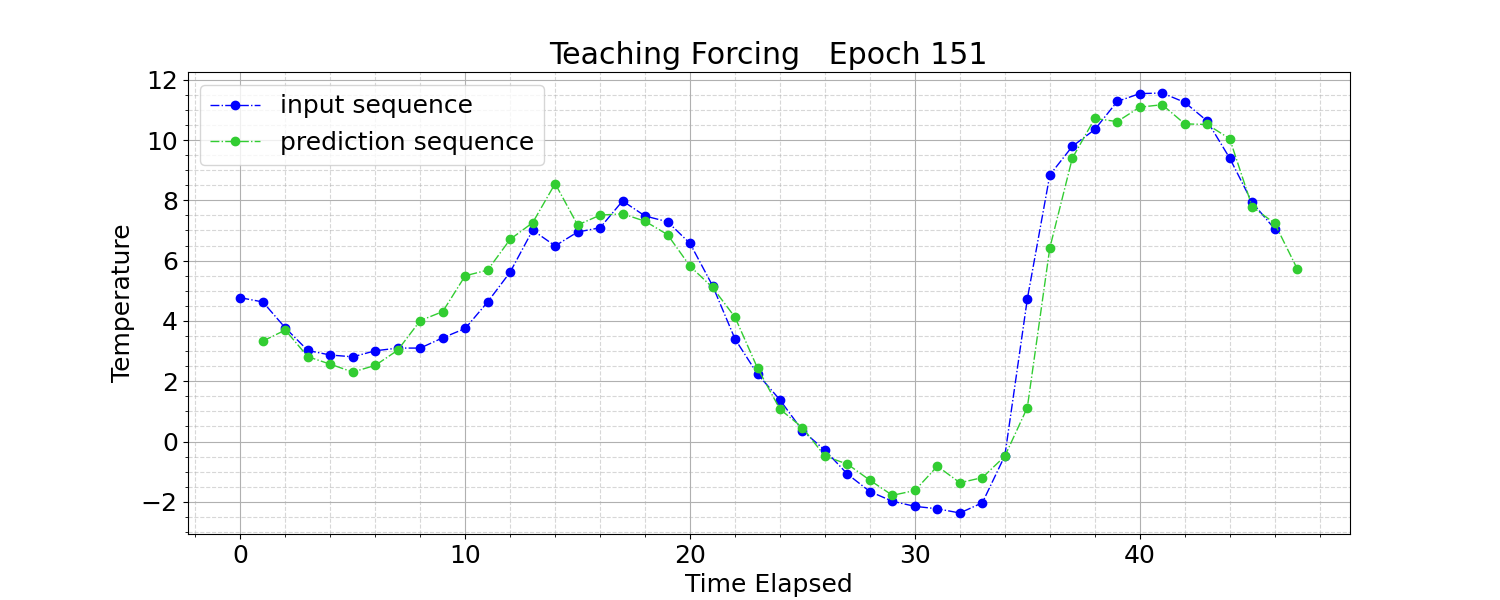 Teaching Forcing   Epoch 151
12
10
8
6
4
2
0
−2
Temperature
input sequence
prediction sequence
0 10 20 30 40
Time Elapsed